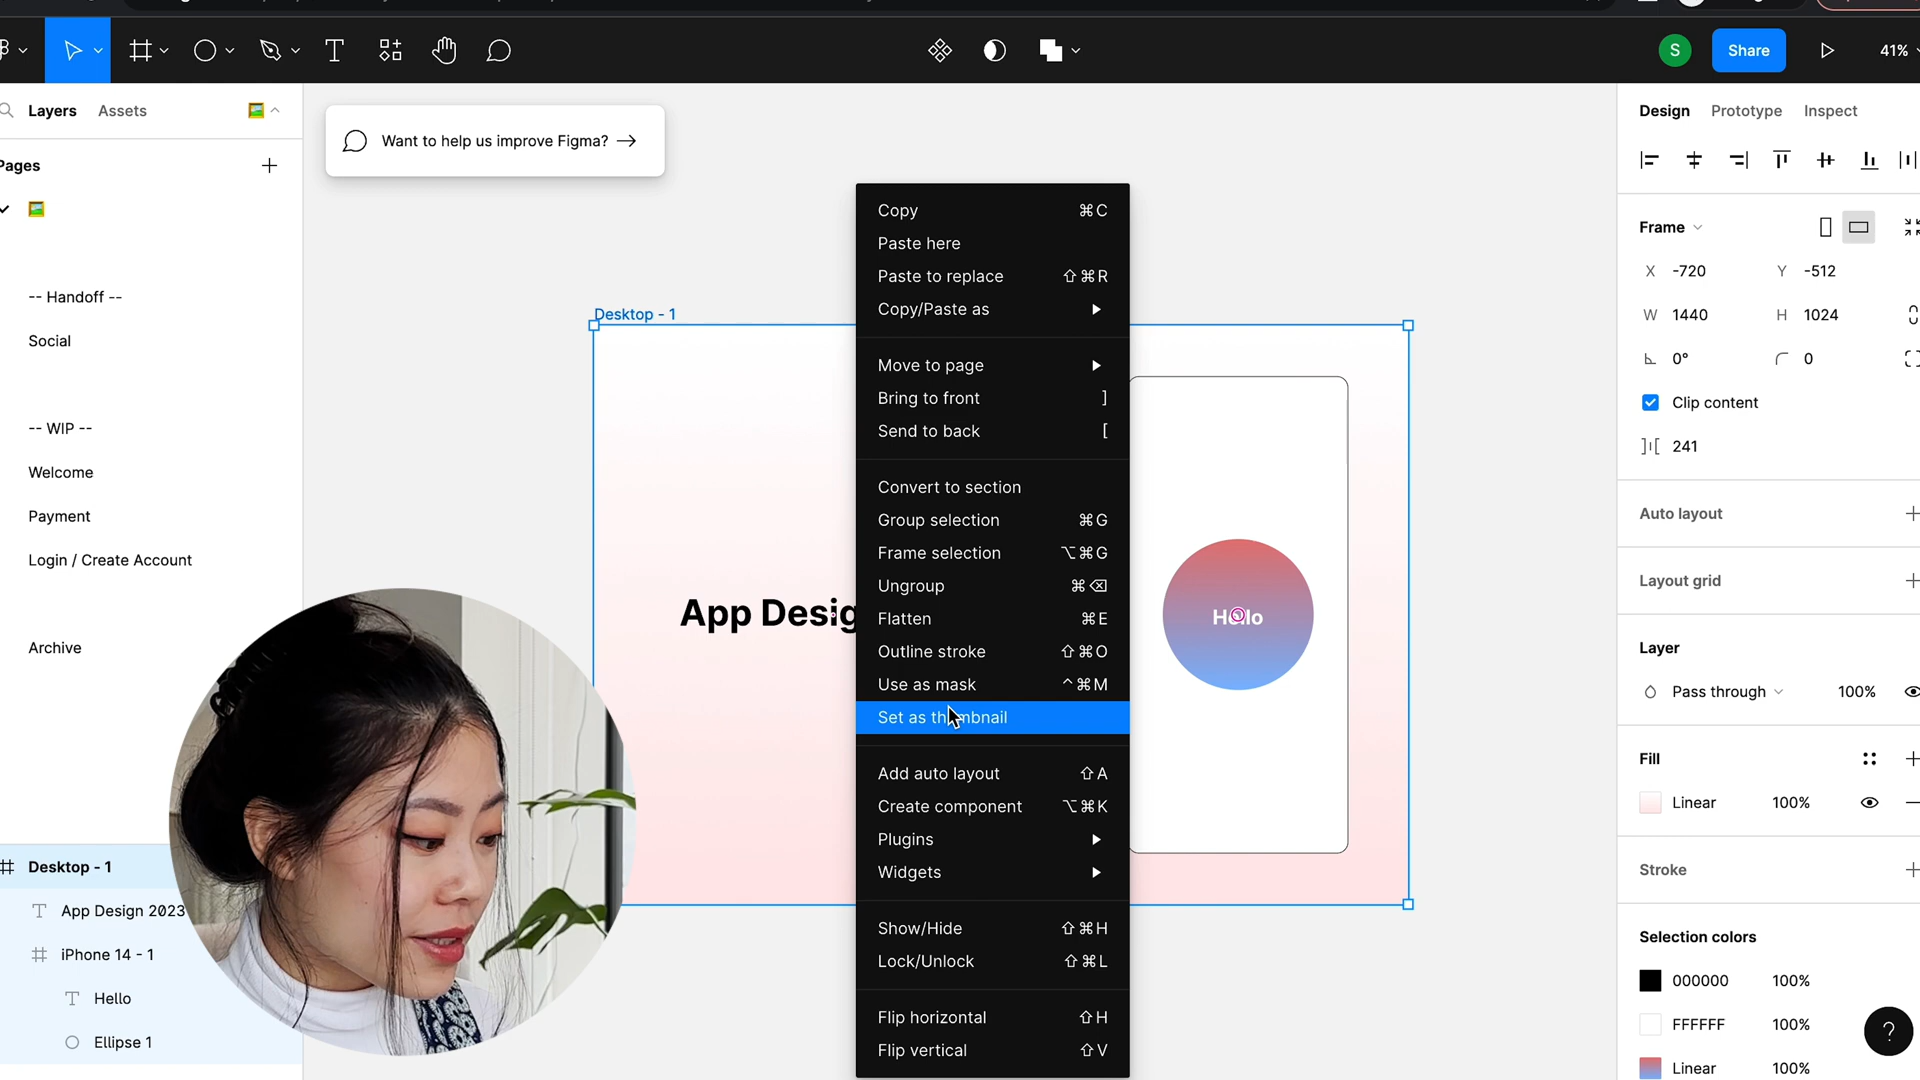 S
Share
41%
Layers
Assets
Pages
-- Handoff --
Social
-- WIP --
Welcome
Payment
Login / Create Account
Archive
Desktop - 1
App Design 2023
iPhone 14 - 1
Hello
Ellipse 1
Want to help us improve Figma? →
Desktop - 1
App Desig
Hello
Copy ⌘C
Paste here
Paste to replace ⇧⌘R
Copy/Paste as
Move to page
Bring to front ]
Send to back [
Convert to section
Group selection ⌘G
Frame selection ⌥⌘G
Ungroup ⌘⌫
Flatten ⌘E
Outline stroke ⇧⌘O
Use as mask ^⌘M
Set as thumbnail
Add auto layout ⇧A
Create component ⌥⌘K
Plugins
Widgets
Show/Hide ⇧⌘H
Lock/Unlock ⇧⌘L
Flip horizontal ⇧H
Flip vertical ⇧V
Design
Prototype
Inspect
Frame
X -720 Y -512
W 1440 H 1024
0° 0
Clip content
241
Auto layout
Layout grid
Layer
Pass through 100%
Fill
Linear 100%
Stroke
Selection colors
000000 100%
FFFFFF 100%
Linear 100%
?